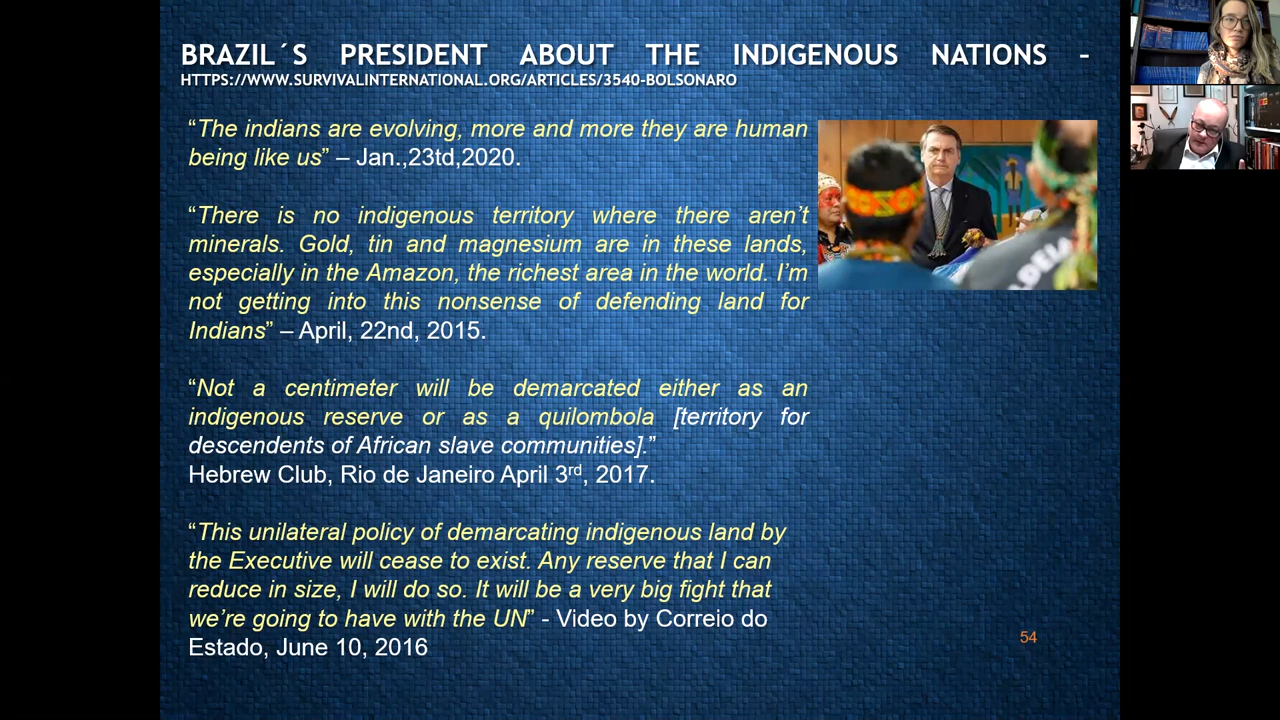 BRAZIL´S PRESIDENT ABOUT THE INDIGENOUS NATIONS -
HTTPS://WWW.SURVIVALINTERNATIONAL.ORG/ARTICLES/3540-BOLSONARO
“The indians are evolving, more and more they are human
being like us” – Jan.,23td,2020.
“There is no indigenous territory where there aren’t
minerals. Gold, tin and magnesium are in these lands,
especially in the Amazon, the richest area in the world. I’m
not getting into this nonsense of defending land for
Indians” – April, 22nd, 2015.
“Not a centimeter will be demarcated either as an
indigenous reserve or as a quilombola [territory for
descendents of African slave communities].”
Hebrew Club, Rio de Janeiro April 3rd, 2017.
“This unilateral policy of demarcating indigenous land by
the Executive will cease to exist. Any reserve that I can
reduce in size, I will do so. It will be a very big fight that
we’re going to have with the UN” - Video by Correio do
Estado, June 10, 2016
54